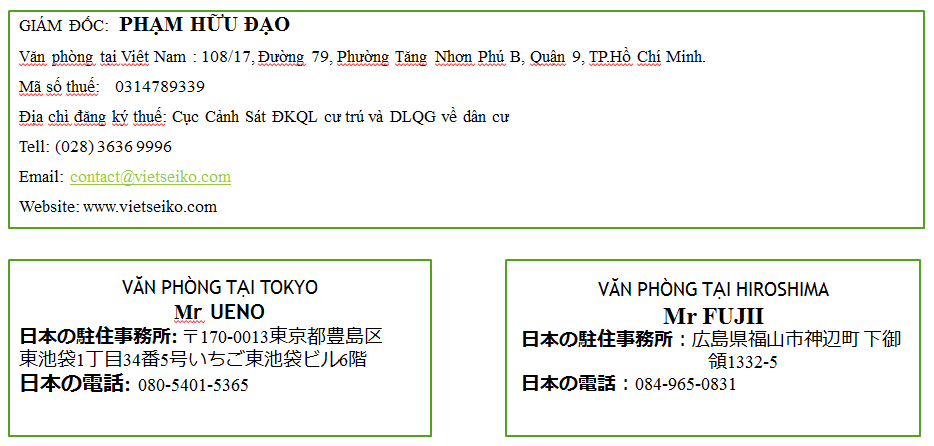 GIÁM ĐỐC: PHẠM HỮU ĐẠO
Văn phòng tại Việt Nam : 108/17, Đường 79, Phường Tăng Nhơn Phú B, Quận 9, TP.Hồ Chí Minh.
Mã số thuế: 0314789339
Địa chỉ đăng ký thuế: Cục Cảnh Sát ĐKQL cư trú và DLQG về dân cư
Tell: (028) 3636 9996
Email: contact@vietseiko.com
Website: www.vietseiko.com
VĂN PHÒNG TẠI TOKYO
Mr UENO
日本の駐住事務所: 〒170-0013東京都豊島区
東池袋1丁目34番5号いちご東池袋ビル6階
日本の電話: 080-5401-5365
VĂN PHÒNG TẠI HIROSHIMA
Mr FUJII
日本の駐住事務所：広島県福山市神辺町下御
領1332-5
日本の電話：084-965-0831